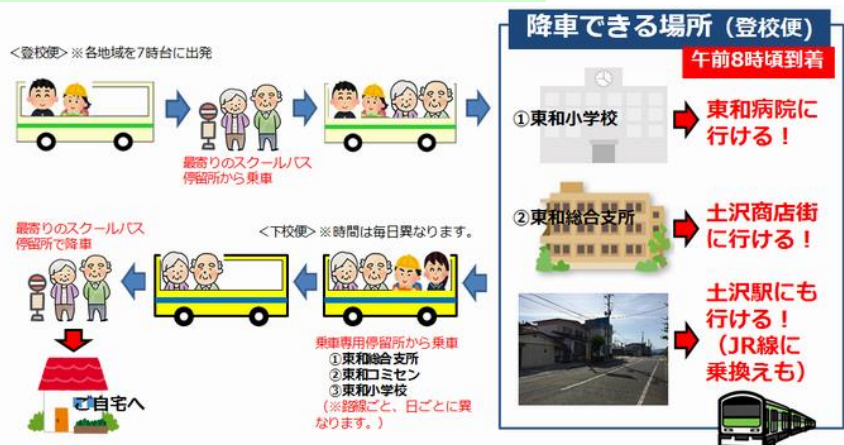 <登校便>※各地域を7時台に出発
最寄りのスクールバス
停留所から乗車
降車できる場所（登校便）
午前8時頃到着
①東和小学校
東和病院に
行ける！
②東和総合支所
土沢商店街
に行ける！
土沢駅にも
行ける！
（JR線に
乗換えも）
<下校便>※時間は毎日異なります。
乗車専用停留所から乗車
①東和総合支所
②東和コミセン
③東和小学校
（※路線ごと、日ごとに異
なります。）
最寄りのスクールバス
停留所で降車
ご自宅へ